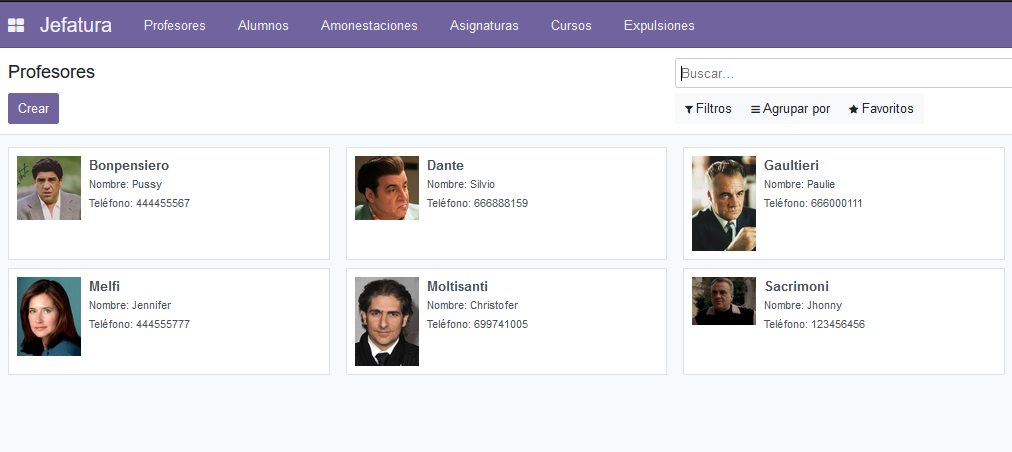 Jefatura Profesores Alumnos Amonestaciones Asignaturas Cursos Expulsiones
Profesores
Buscar...
Crear
Filtros Agrupar por Favoritos
Bonpensiero
Nombre: Pussy
Teléfono: 444455567
Dante
Nombre: Silvio
Teléfono: 666888159
Gaultieri
Nombre: Paulie
Teléfono: 666000111
Melfi
Nombre: Jennifer
Teléfono: 444555777
Moltisanti
Nombre: Christofer
Teléfono: 699741005
Sacrimoni
Nombre: Jhonny
Teléfono: 123456456